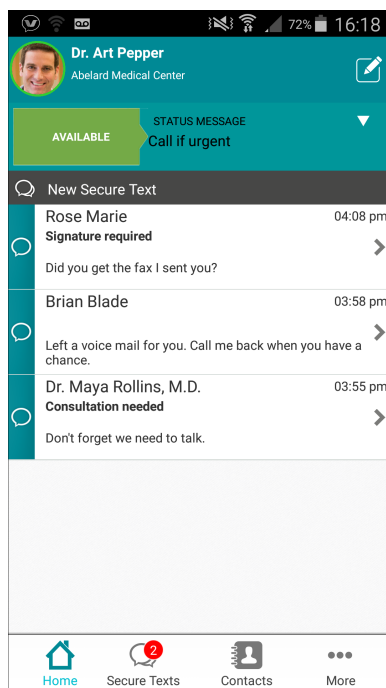 72% 16:18
Dr. Art Pepper
Abelard Medical Center
STATUS MESSAGE
AVAILABLE
Call if urgent
New Secure Text
Rose Marie 04:08 pm
Signature required
Did you get the fax I sent you?
Brian Blade 03:58 pm
Left a voice mail for you. Call me back when you have a
chance.
Dr. Maya Rollins, M.D. 03:55 pm
Consultation needed
Don't forget we need to talk.
2
Home Secure Texts Contacts More